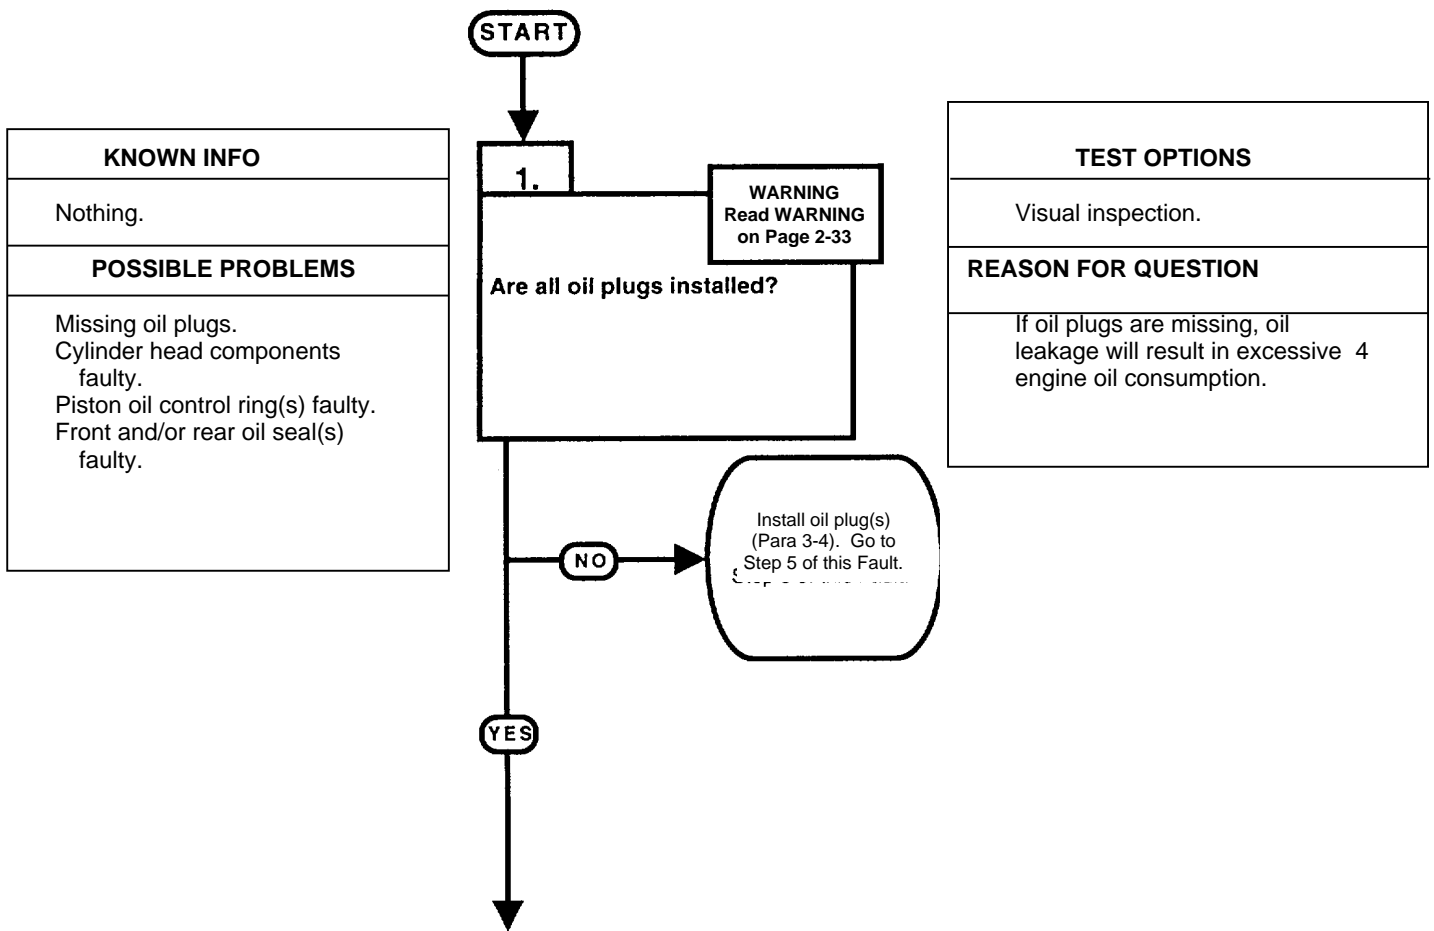 START
KNOWN INFO
Nothing.
POSSIBLE PROBLEMS
Missing oil plugs.
Cylinder head components
faulty.
Piston oil control ring(s) faulty.
Front and/or rear oil seal(s)
faulty.
1.
WARNING
Read WARNING
on Page 2-33
Are all oil plugs installed?
TEST OPTIONS
Visual inspection.
REASON FOR QUESTION
If oil plugs are missing, oil
leakage will result in excessive 4
engine oil consumption.
NO
Install oil plug(s)
(Para 3-4). Go to
Step 5 of this Fault.
YES